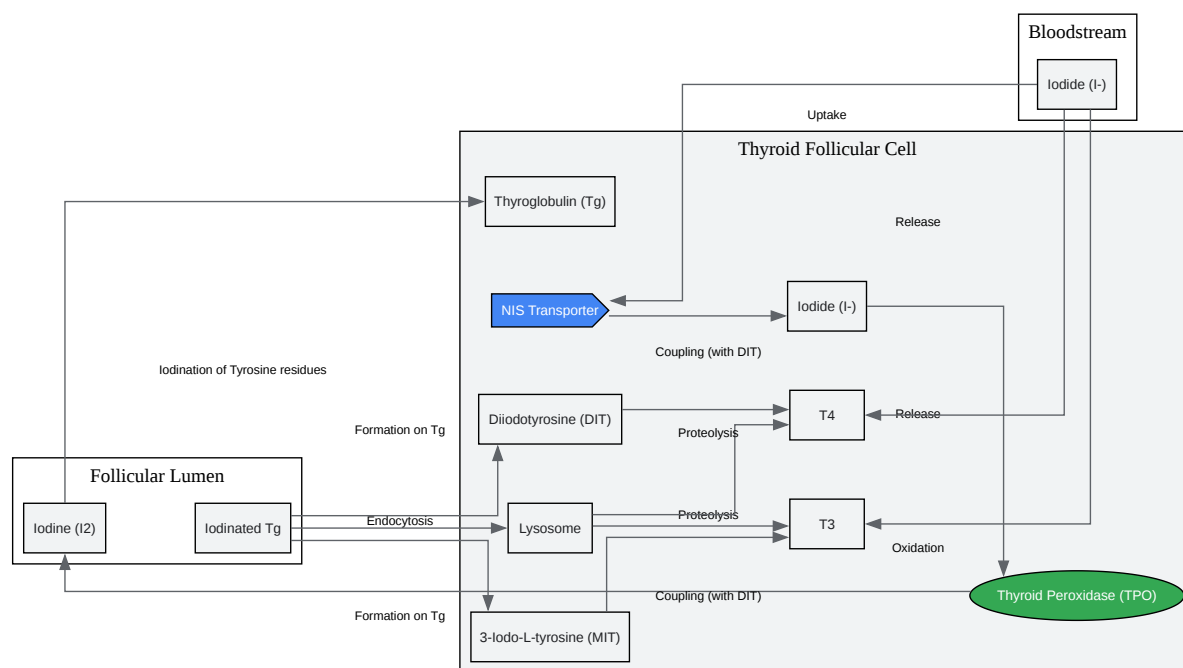 Bloodstream
Iodide (I-)
Uptake
Thyroid Follicular Cell
Thyroglobulin (Tg)
Release
NIS Transporter
Iodide (I-)
Coupling (with DIT)
Iodination of Tyrosine residues
Diiodotyrosine (DIT)
T4
Release
Formation on Tg
Proteolysis
Follicular Lumen
Iodine (I2)
Iodinated Tg
Endocytosis
Lysosome
Proteolysis
T3
Oxidation
Thyroid Peroxidase (TPO)
Coupling (with DIT)
Formation on Tg
3-Iodo-L-tyrosine (MIT)